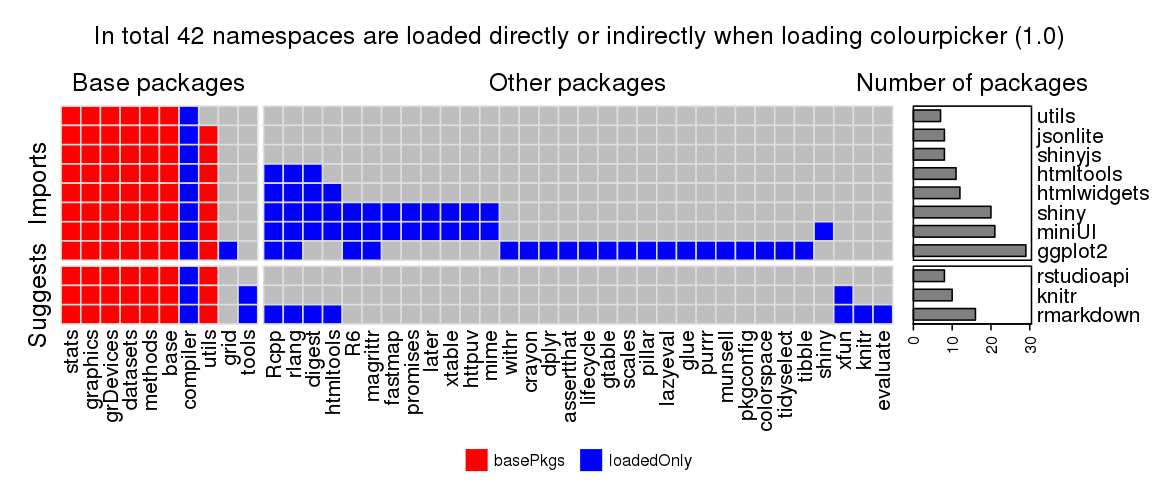 In total 42 namespaces are loaded directly or indirectly when loading colourpicker (1.0)
Base packages
Other packages
Number of packages
Imports
Suggests
utils
jsonlite
shinyjs
htmltools
htmlwidgets
shiny
miniUI
ggplot2
rstudioapi
knitr
rmarkdown
0
10
20
30
stats
graphics
grDevices
datasets
methods
base
compiler
utils
grid
tools
Rcpp
rlang
digest
htmltools
R6
magrittr
fastmap
promises
later
xtable
httpuv
mime
withr
crayon
dplyr
assertthat
lifecycle
gtable
scales
pillar
lazyeval
glue
purrr
munsell
pkgconfig
colorspace
tidyselect
tibble
shiny
xfun
knitr
evaluate
basePkgs
loadedOnly